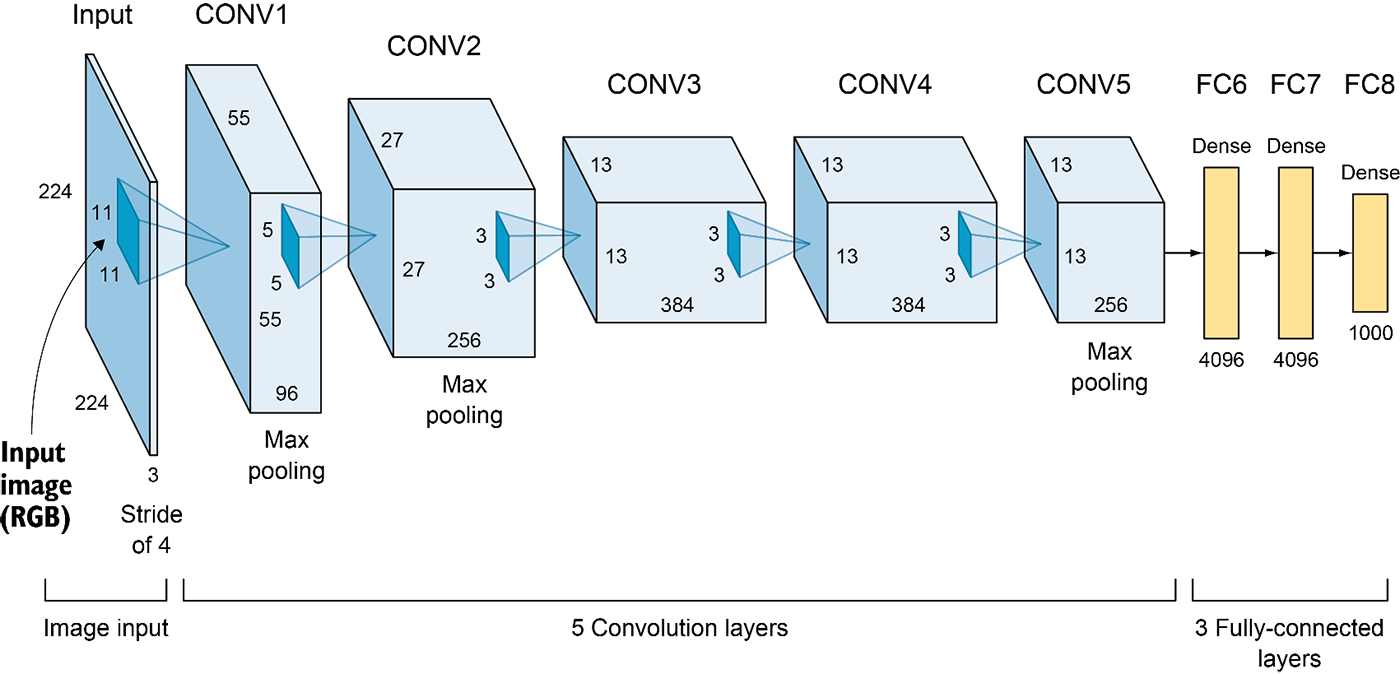 Input
CONV1
CONV2
CONV3
CONV4
CONV5
FC6
FC7
FC8
224
11
11
224
3
Stride
of 4
Input
image
(RGB)
55
5
5
55
96
Max
pooling
27
3
27
3
256
Max
pooling
13
3
13
3
384
13
3
13
3
384
13
13
256
Max
pooling
Dense
4096
Dense
4096
Dense
1000
Image input
5 Convolution layers
3 Fully-connected
layers